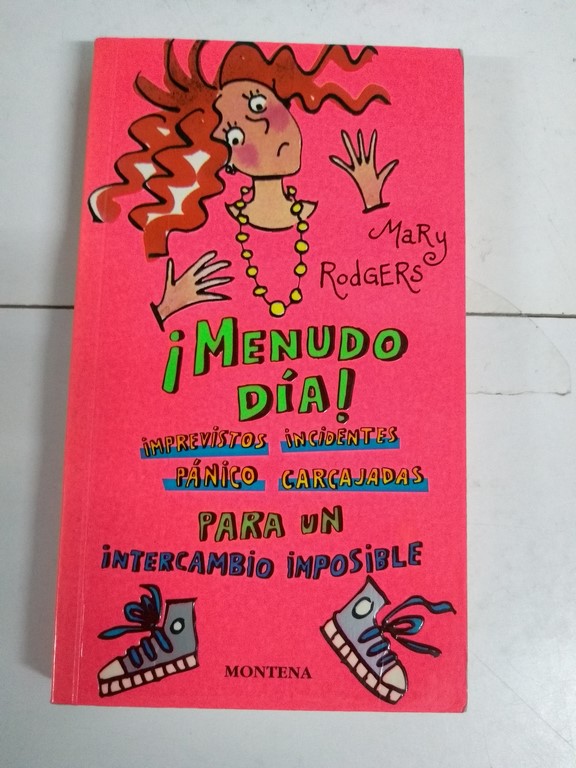 Mary
Rodgers
¡MENUDO
DÍA!
imprevistos incidentes
PÁNICO CARCAJADAS
PARA UN
intercambio imposible
MONTENA